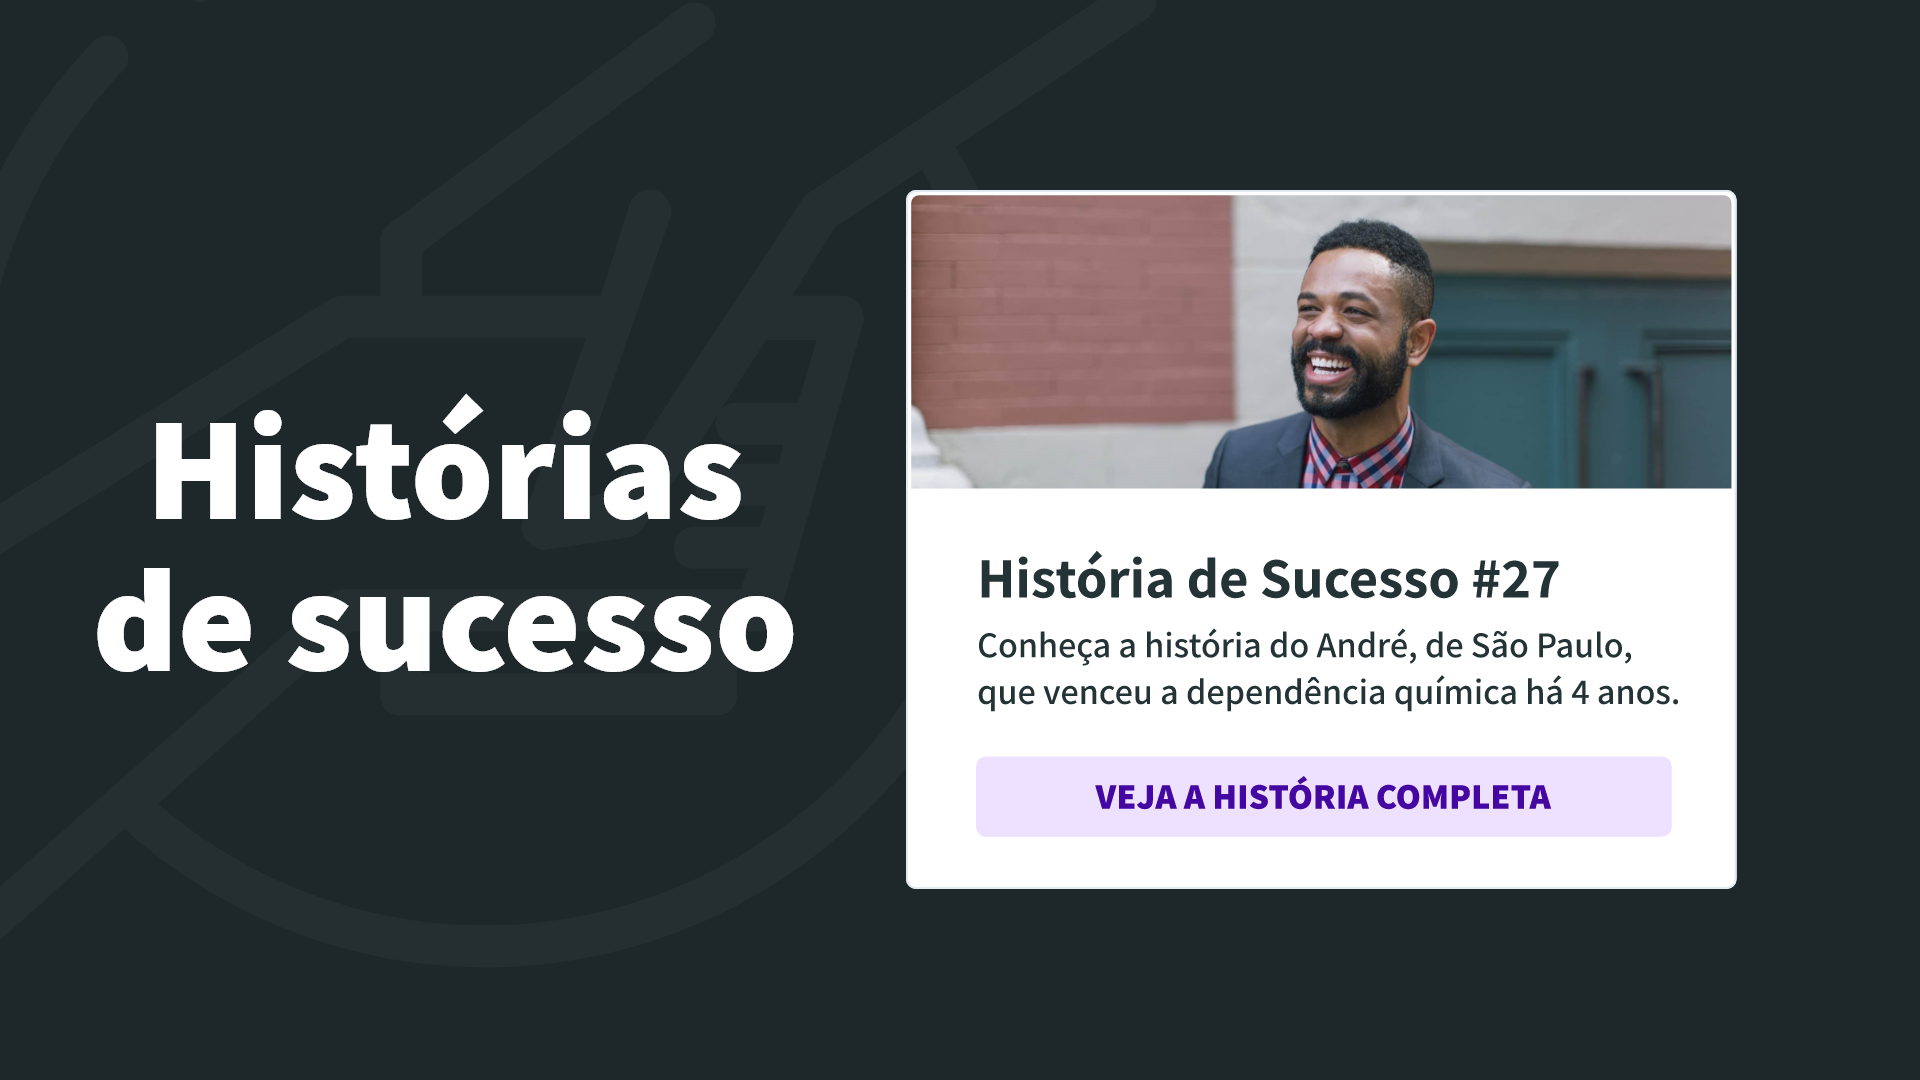 Histórias
de sucesso
História de Sucesso #27
Conheça a história do André, de São Paulo,
que venceu a dependência química há 4 anos.
VEJA A HISTÓRIA COMPLETA